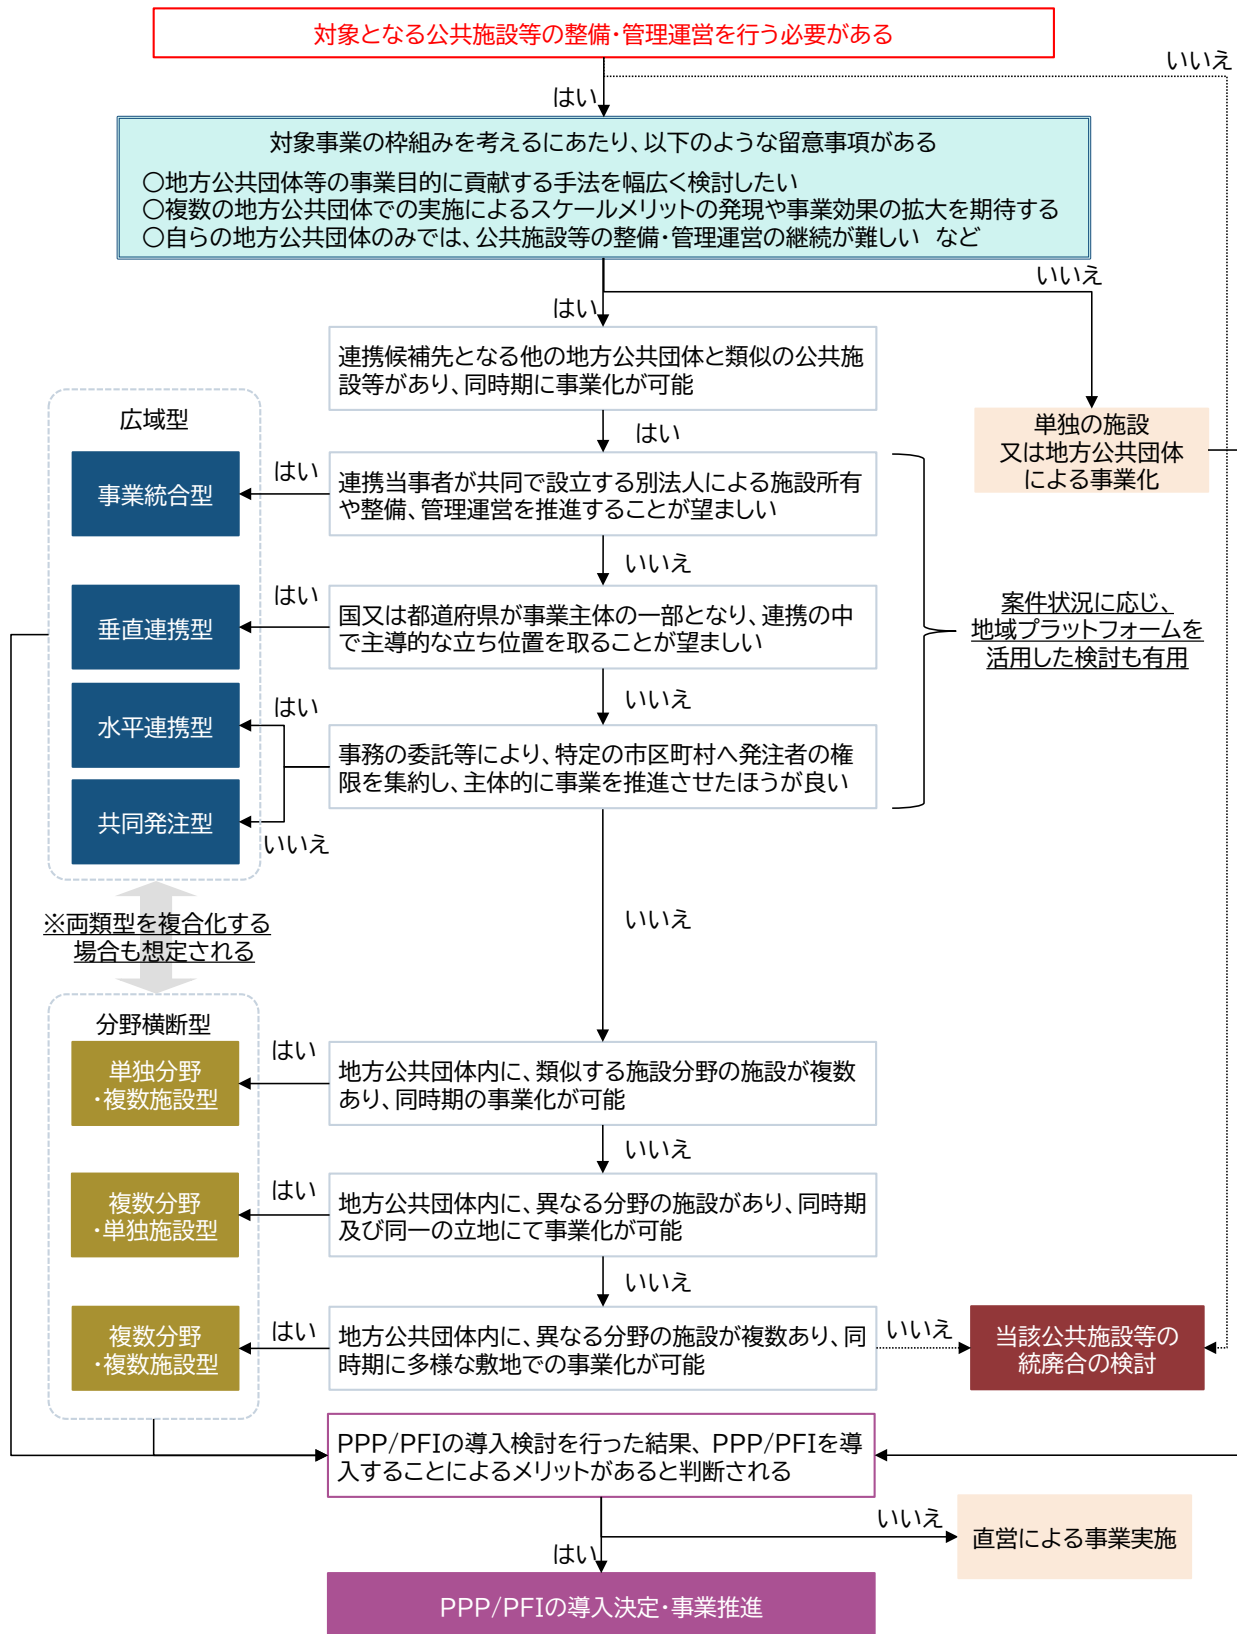 対象となる公共施設等の整備・管理運営を行う必要がある
いいえ
はい
対象事業の枠組みを考えるにあたり、以下のような留意事項がある
〇地方公共団体等の事業目的に貢献する手法を幅広く検討したい
〇複数の地方公共団体での実施によるスケールメリットの発現や事業効果の拡大を期待する
〇自らの地方公共団体のみでは、公共施設等の整備・管理運営の継続が難しい など
いいえ
はい
連携候補先となる他の地方公共団体と類似の公共施
設等があり、同時期に事業化が可能
単独の施設
又は地方公共団体
による事業化
広域型
はい
事業統合型
はい
連携当事者が共同で設立する別法人による施設所有
や整備、管理運営を推進することが望ましい
いいえ
垂直連携型
はい
国又は都道府県が事業主体の一部となり、連携の中
で主導的な立ち位置を取ることが望ましい
案件状況に応じ、
地域プラットフォームを
活用した検討も有用
いいえ
水平連携型
はい
事務の委託等により、特定の市区町村へ発注者の権
限を集約し、主体的に事業を推進させたほうが良い
共同発注型
いいえ
いいえ
※両類型を複合化する
場合も想定される
分野横断型
単独分野
・複数施設型
はい
地方公共団体内に、類似する施設分野の施設が複数
あり、同時期の事業化が可能
いいえ
複数分野
・単独施設型
はい
地方公共団体内に、異なる分野の施設があり、同時期
及び同一の立地にて事業化が可能
いいえ
複数分野
・複数施設型
はい
地方公共団体内に、異なる分野の施設が複数あり、同
時期に多様な敷地での事業化が可能
いいえ
当該公共施設等の
統廃合の検討
PPP/PFIの導入検討を行った結果、PPP/PFIを導
入することによるメリットがあると判断される
いいえ
直営による事業実施
はい
PPP/PFIの導入決定・事業推進